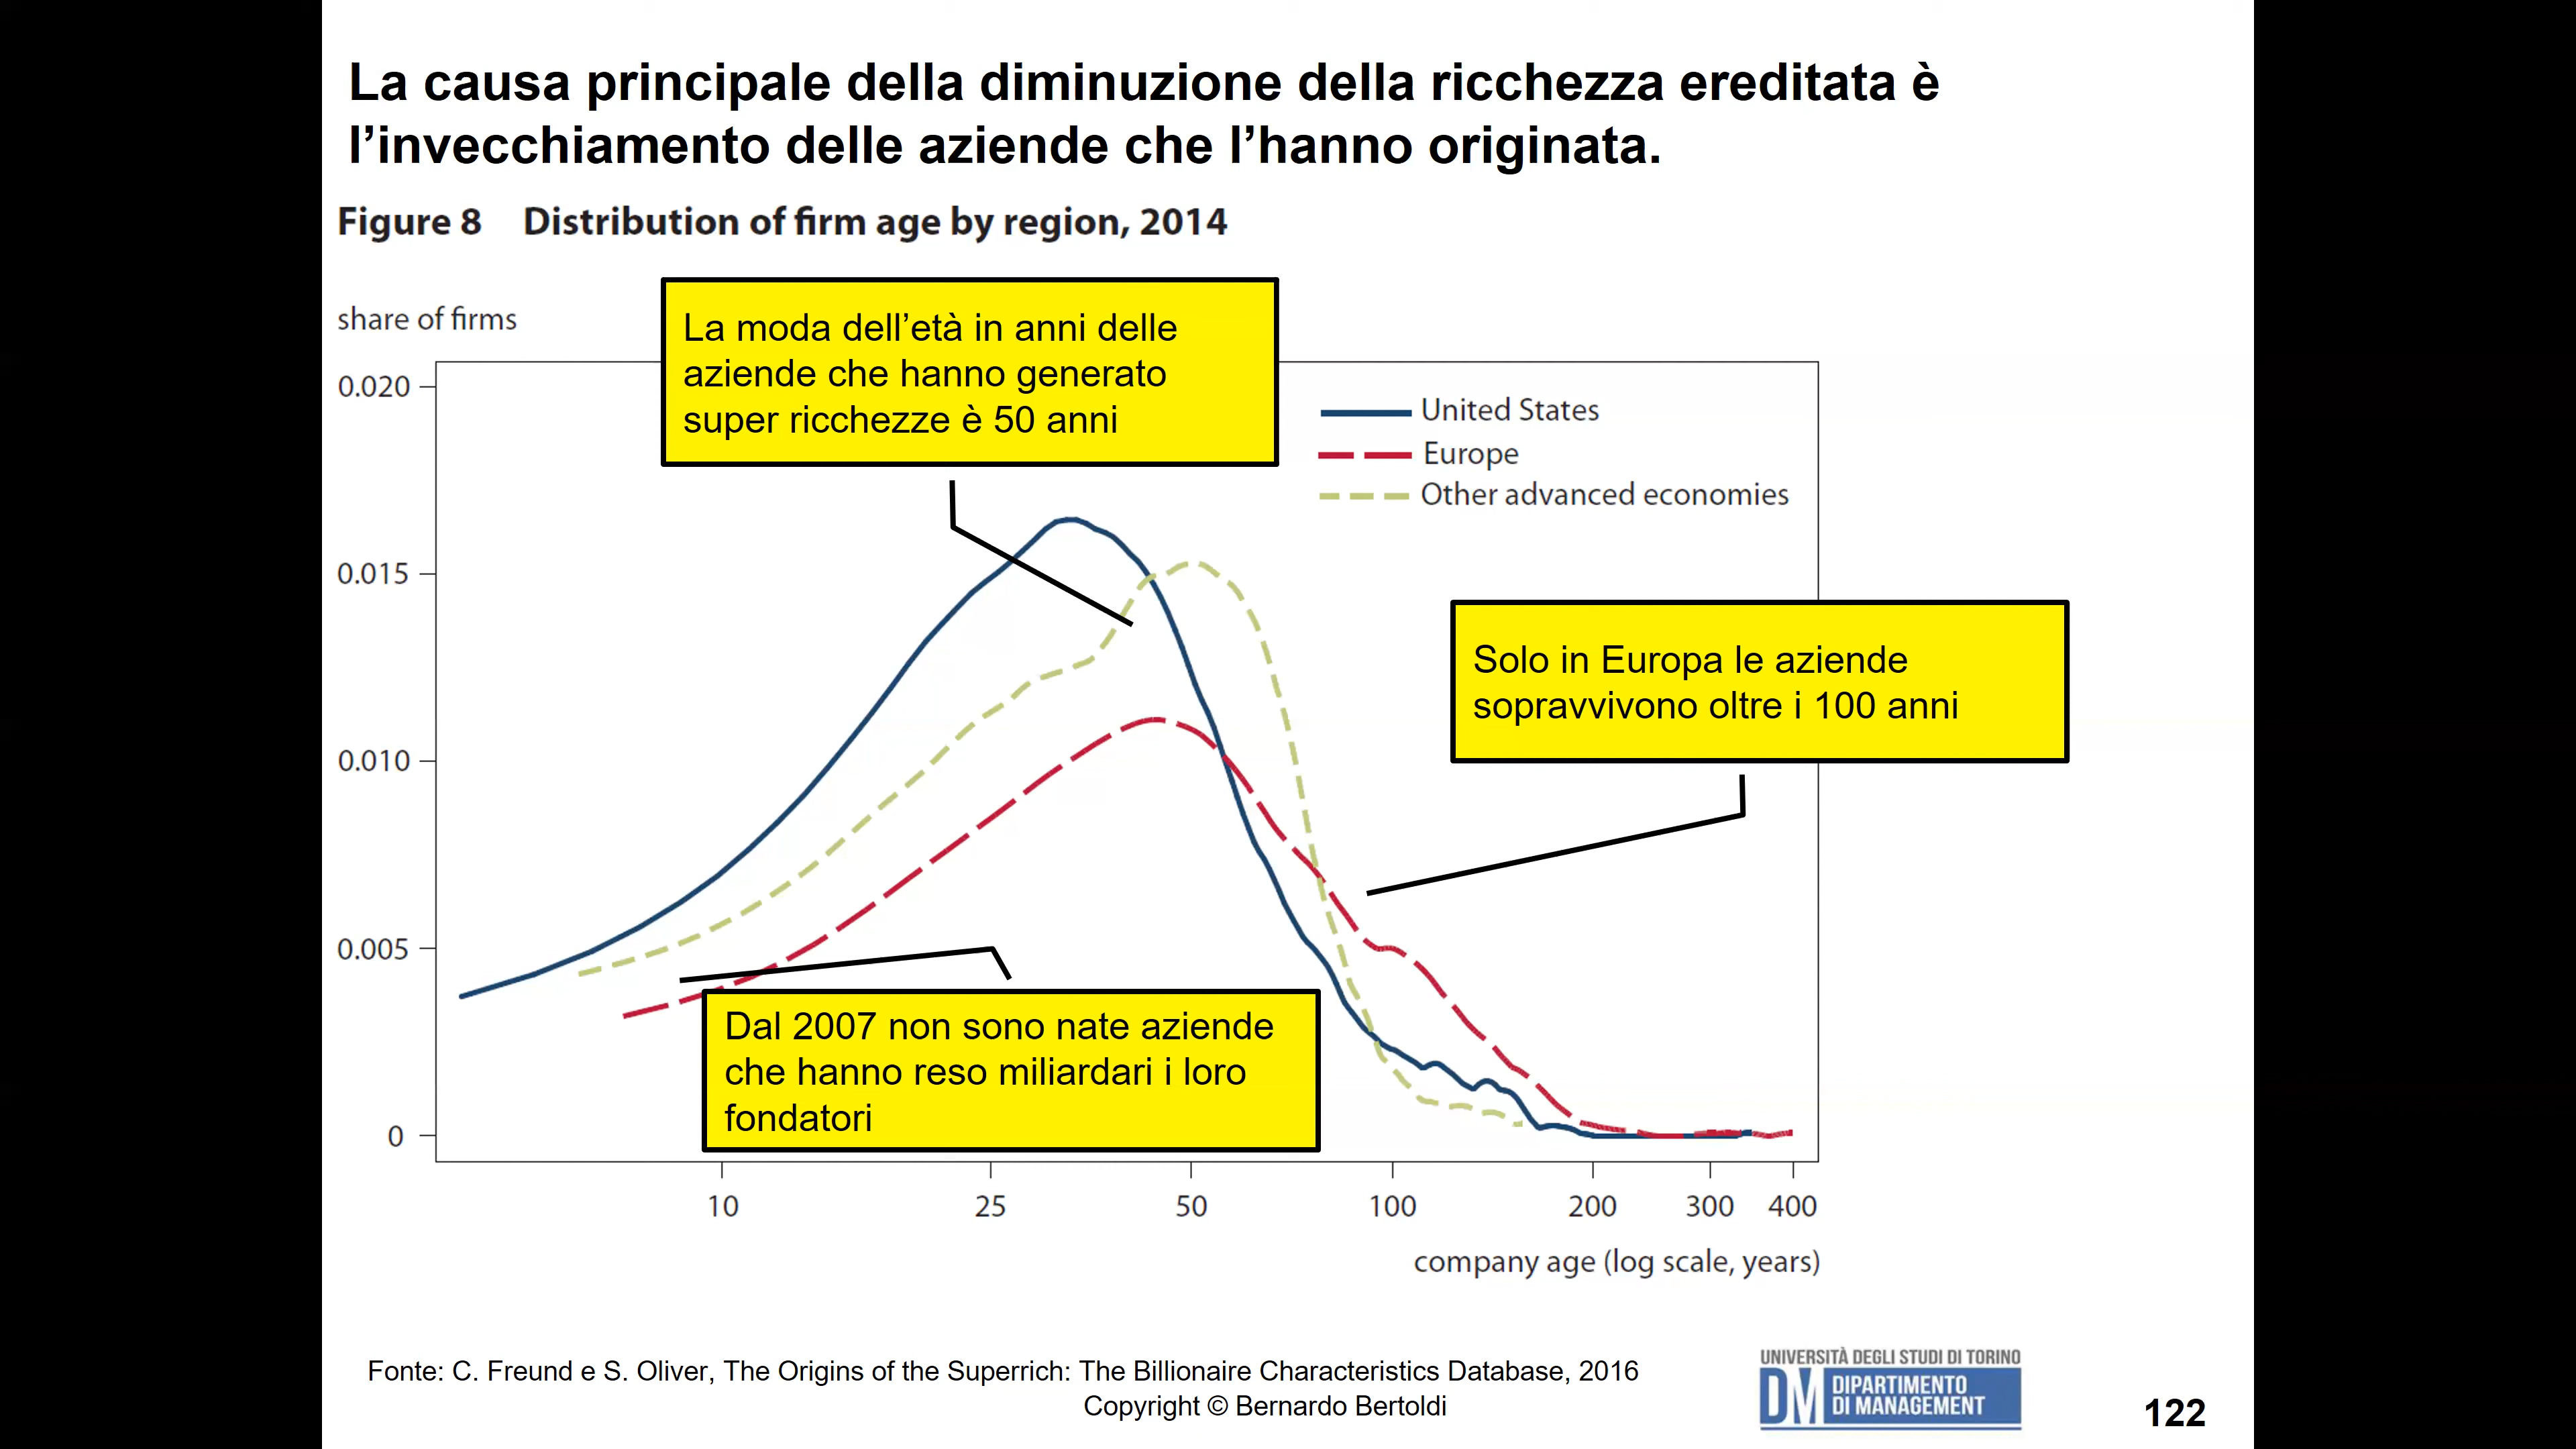 La causa principale della diminuzione della ricchezza ereditata è
l’invecchiamento delle aziende che l’hanno originata.
Figure 8 Distribution of firm age by region, 2014
share of firms
La moda dell’età in anni delle
aziende che hanno generato
super ricchezze è 50 anni
0.020
United States
Europe
Other advanced economies
0.015
Solo in Europa le aziende
sopravvivono oltre i 100 anni
0.010
0.005
Dal 2007 non sono nate aziende
che hanno reso miliardari i loro
fondatori
0
10 25 50 100 200 300 400
company age (log scale, years)
Fonte: C. Freund e S. Oliver, The Origins of the Superrich: The Billionaire Characteristics Database, 2016
Copyright © Bernardo Bertoldi
UNIVERSITÀ DEGLI STUDI DI TORINO
DM DIPARTIMENTO
DI MANAGEMENT
122